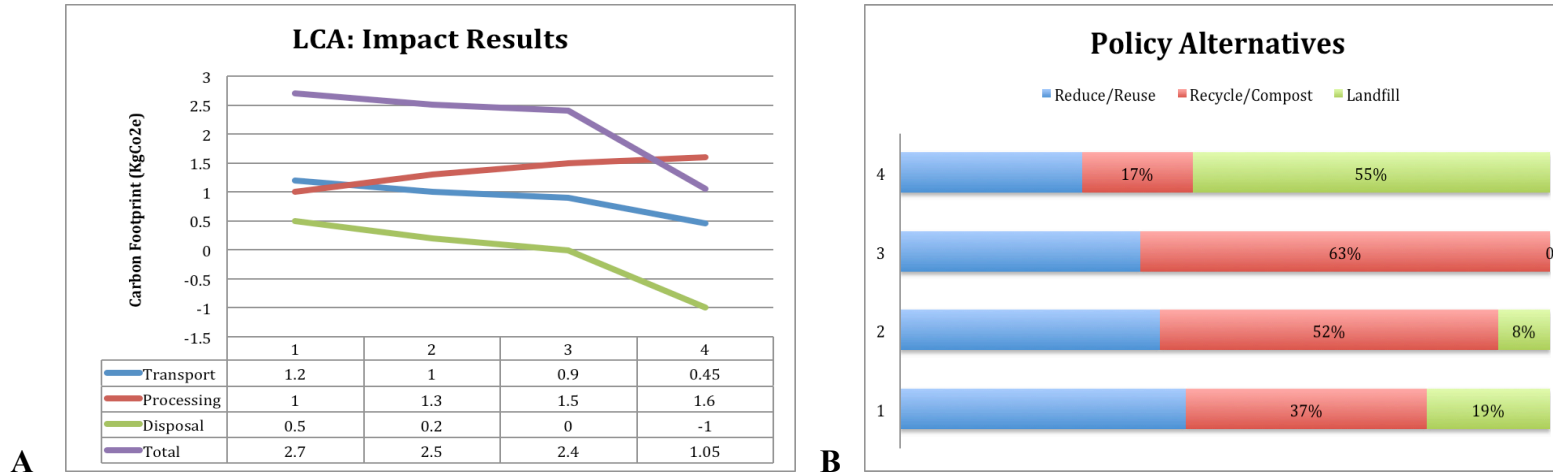 LCA: Impact Results
Carbon Footprint (KgCo2e)
3
2.5
2
1.5
1
0.5
0
-0.5
-1
-1.5
1 2 3 4
Transport 1.2 1 0.9 0.45
Processing 1 1.3 1.5 1.6
Disposal 0.5 0.2 0 -1
Total 2.7 2.5 2.4 1.05
A
Policy Alternatives
Reduce/Reuse Recycle/Compost Landfill
4 17% 55%
3 63% 0
2 52% 8%
1 37% 19%
B